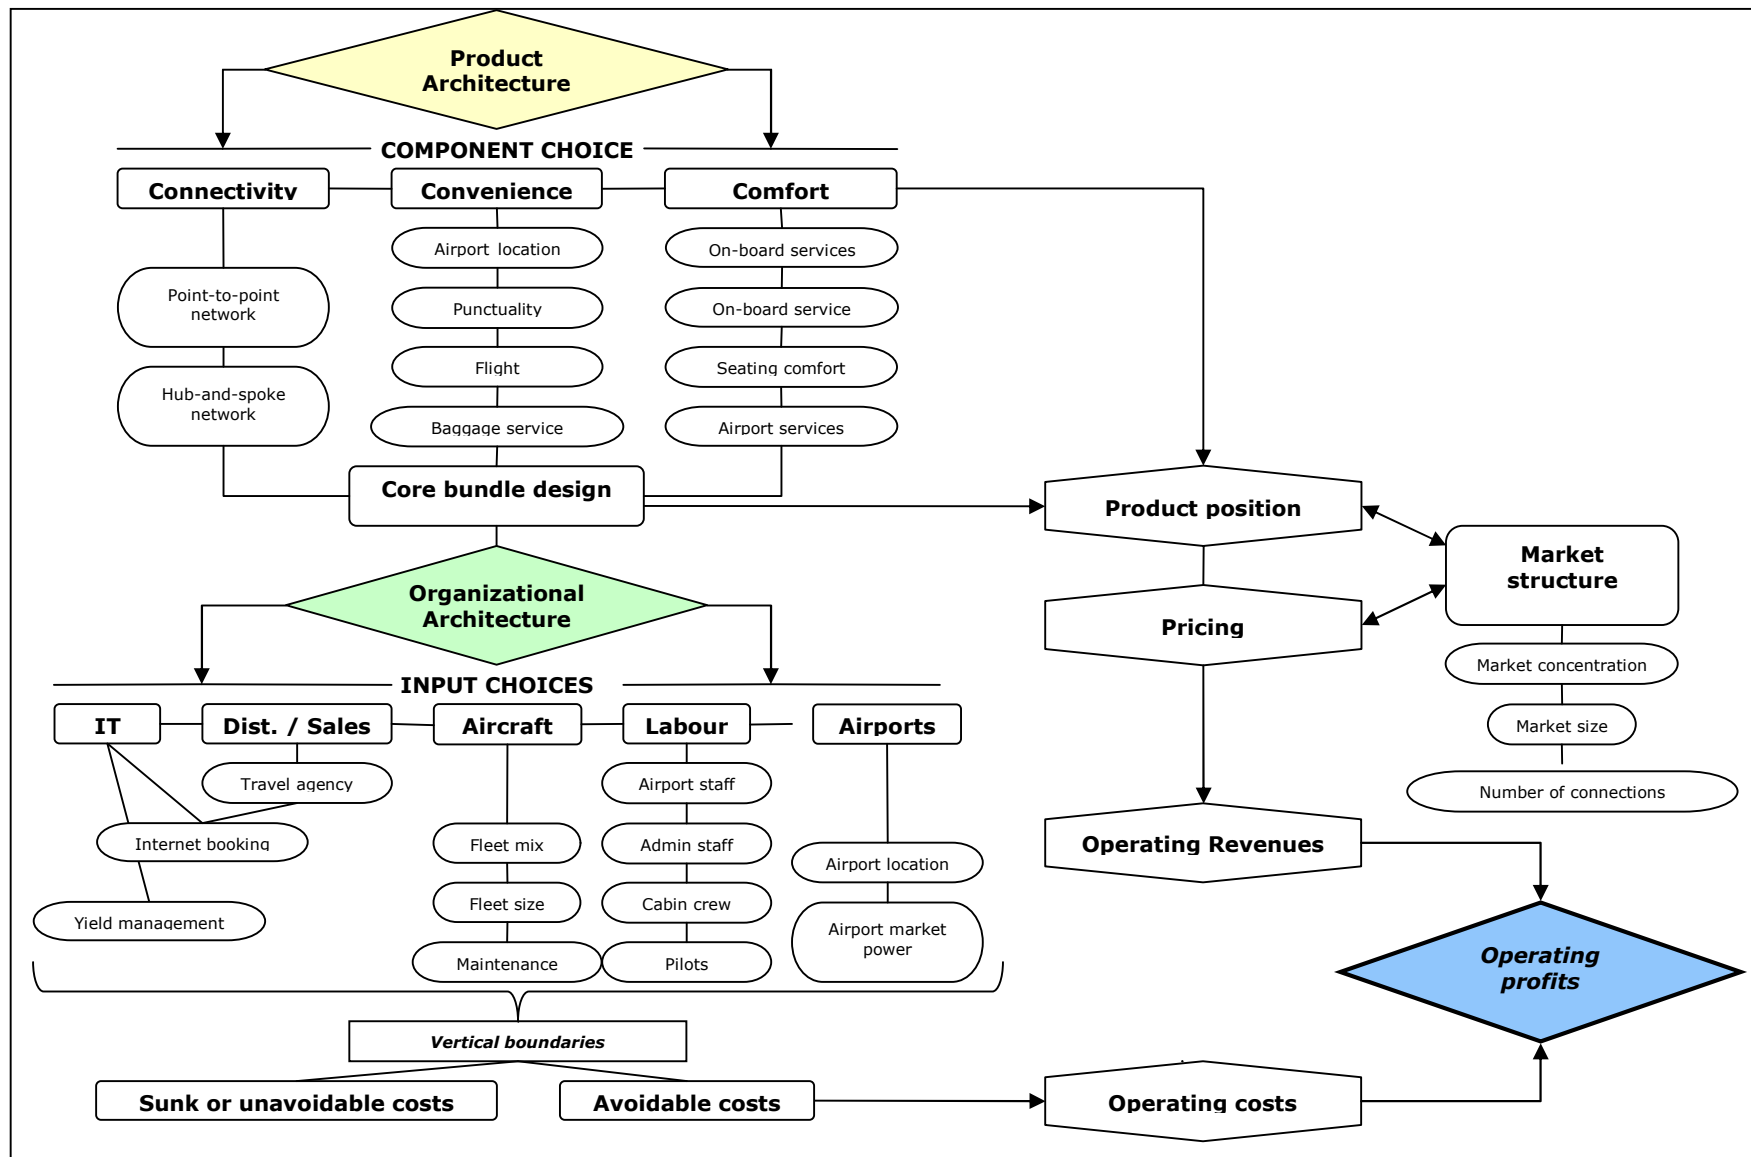 Product
Architecture
COMPONENT CHOICE
Connectivity
Convenience
Comfort
Airport location
On-board services
Point-to-point
network
Punctuality
On-board service
Flight
Seating comfort
Hub-and-spoke
network
Baggage service
Airport services
Core bundle design
Product position
Market
structure
Organizational
Architecture
Pricing
Market concentration
INPUT CHOICES
IT
Dist. / Sales
Aircraft
Labour
Airports
Market size
Travel agency
Airport staff
Number of connections
Internet booking
Fleet mix
Admin staff
Operating Revenues
Airport location
Yield management
Fleet size
Cabin crew
Airport market
power
Maintenance
Pilots
Operating
profits
Vertical boundaries
Sunk or unavoidable costs
Avoidable costs
Operating costs